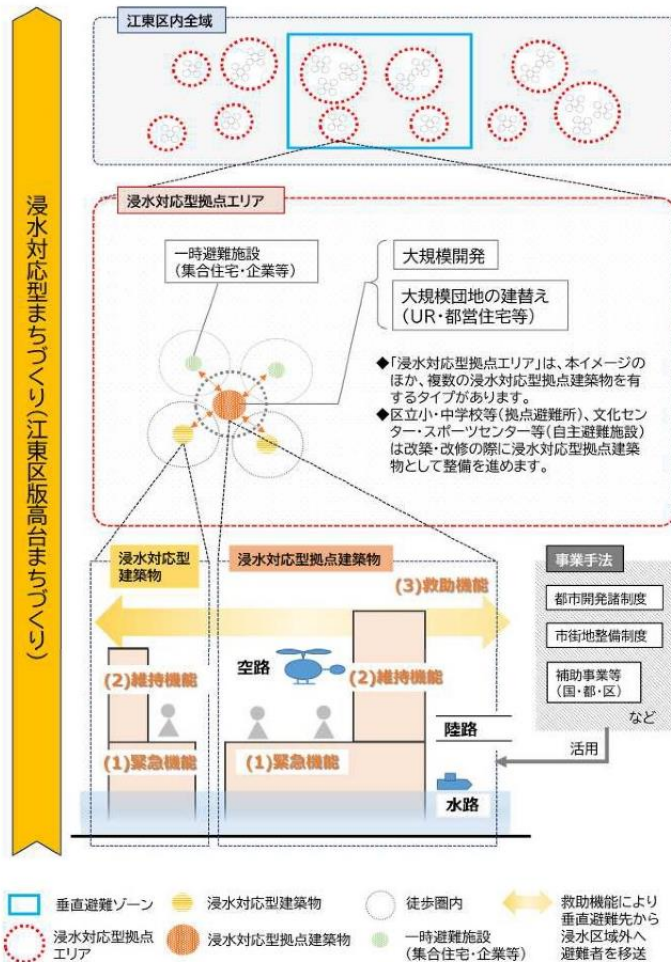 江東区内全域
浸水対応型まちづくり(江東区版高台まちづくり)
浸水対応型拠点エリア
一時避難施設
(集合住宅・企業等)
大規模開発
大規模団地の建替え
(UR・都営住宅等)
◆「浸水対応型拠点エリア」は、本イメージの
ほか、複数の浸水対応型拠点建築物を有
するタイプがあります。
◆区立小・中学校等(拠点避難所)、文化セン
ター・スポーツセンター等(自主避難施設)
は改築・改修の際に浸水対応型拠点建築
物として整備を進めます。
浸水対応型
建築物
浸水対応型拠点建築物
(3)救助機能
空路
(2)維持機能
(2)維持機能
(1)緊急機能
(1)緊急機能
陸路
水路
事業手法
都市開発諸制度
市街地整備制度
補助事業等
(国・都・区)
など
活用
垂直避難ゾーン
浸水対応型建築物
徒歩圏内
救助機能により
垂直避難先から
浸水区域外へ
避難者を移送
浸水対応型拠点
エリア
浸水対応型拠点建築物
一時避難施設
(集合住宅・企業等)